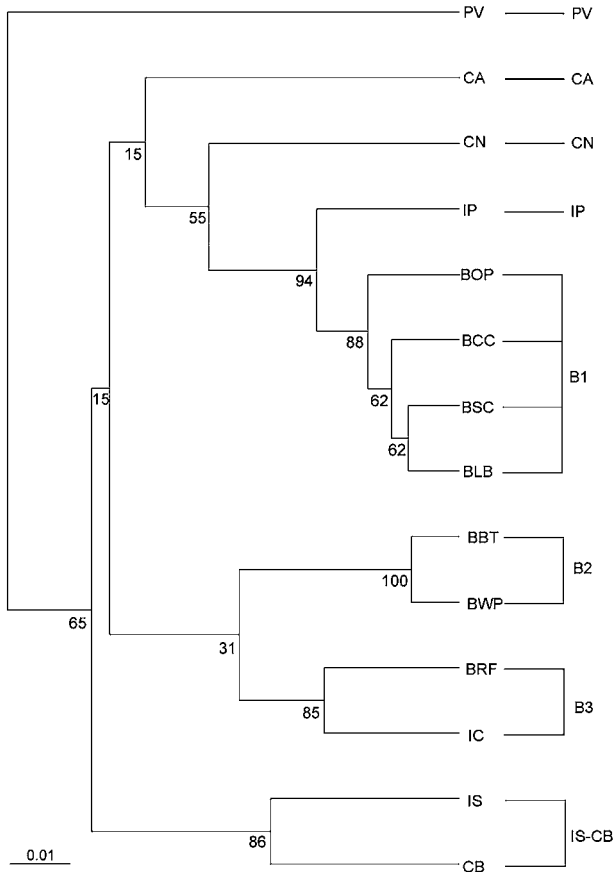 PV PV
CA CA
15
CN CN
55
IP IP
94
BOP
88
BCC
B1
15
62
BSC
62
BLB
BBT
B2
100
BWP
65
31
BRF
B3
85
IC
IS
86
IS-CB
0.01
CB